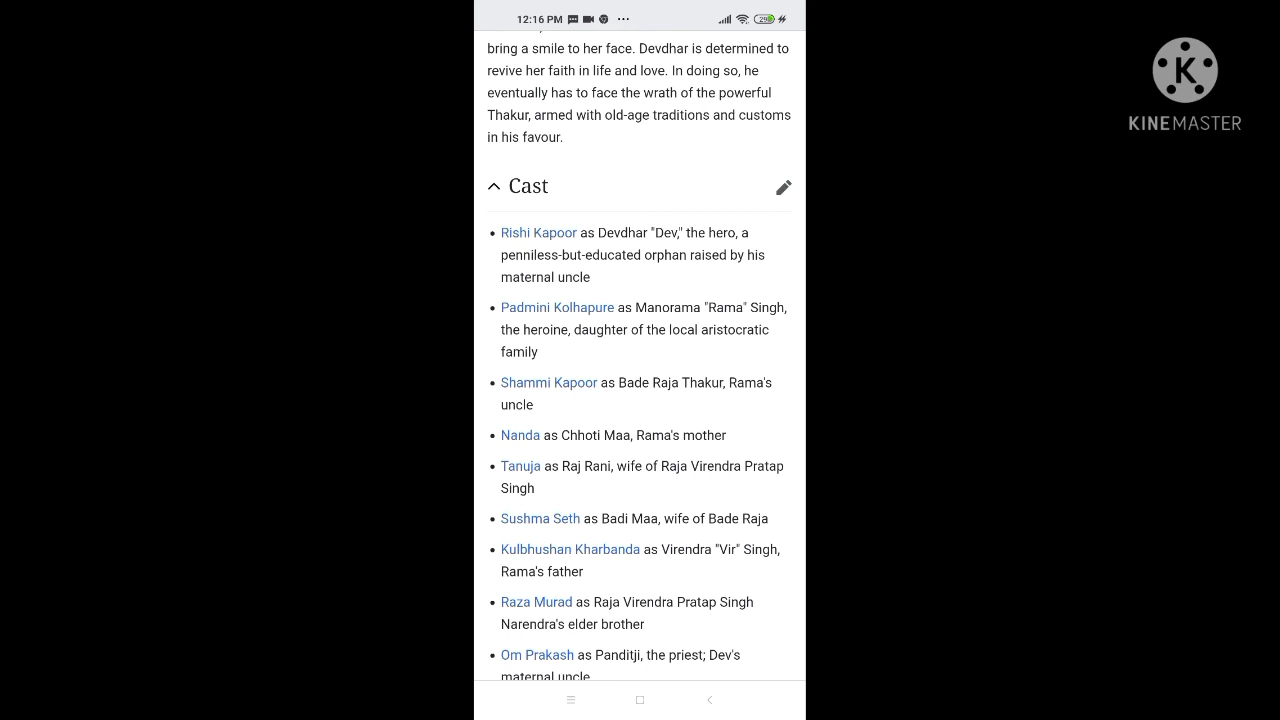 12:16 PM
29
K
KINEMASTER
bring a smile to her face. Devdhar is determined to
revive her faith in life and love. In doing so, he
eventually has to face the wrath of the powerful
Thakur, armed with old-age traditions and customs
in his favour.
Cast
• Rishi Kapoor as Devdhar "Dev," the hero, a
penniless-but-educated orphan raised by his
maternal uncle
• Padmini Kolhapure as Manorama "Rama" Singh,
the heroine, daughter of the local aristocratic
family
• Shammi Kapoor as Bade Raja Thakur, Rama's
uncle
• Nanda as Chhoti Maa, Rama's mother
• Tanuja as Raj Rani, wife of Raja Virendra Pratap
Singh
• Sushma Seth as Badi Maa, wife of Bade Raja
• Kulbhushan Kharbanda as Virendra "Vir" Singh,
Rama's father
• Raza Murad as Raja Virendra Pratap Singh
Narendra's elder brother
• Om Prakash as Panditji, the priest; Dev's
maternal uncle